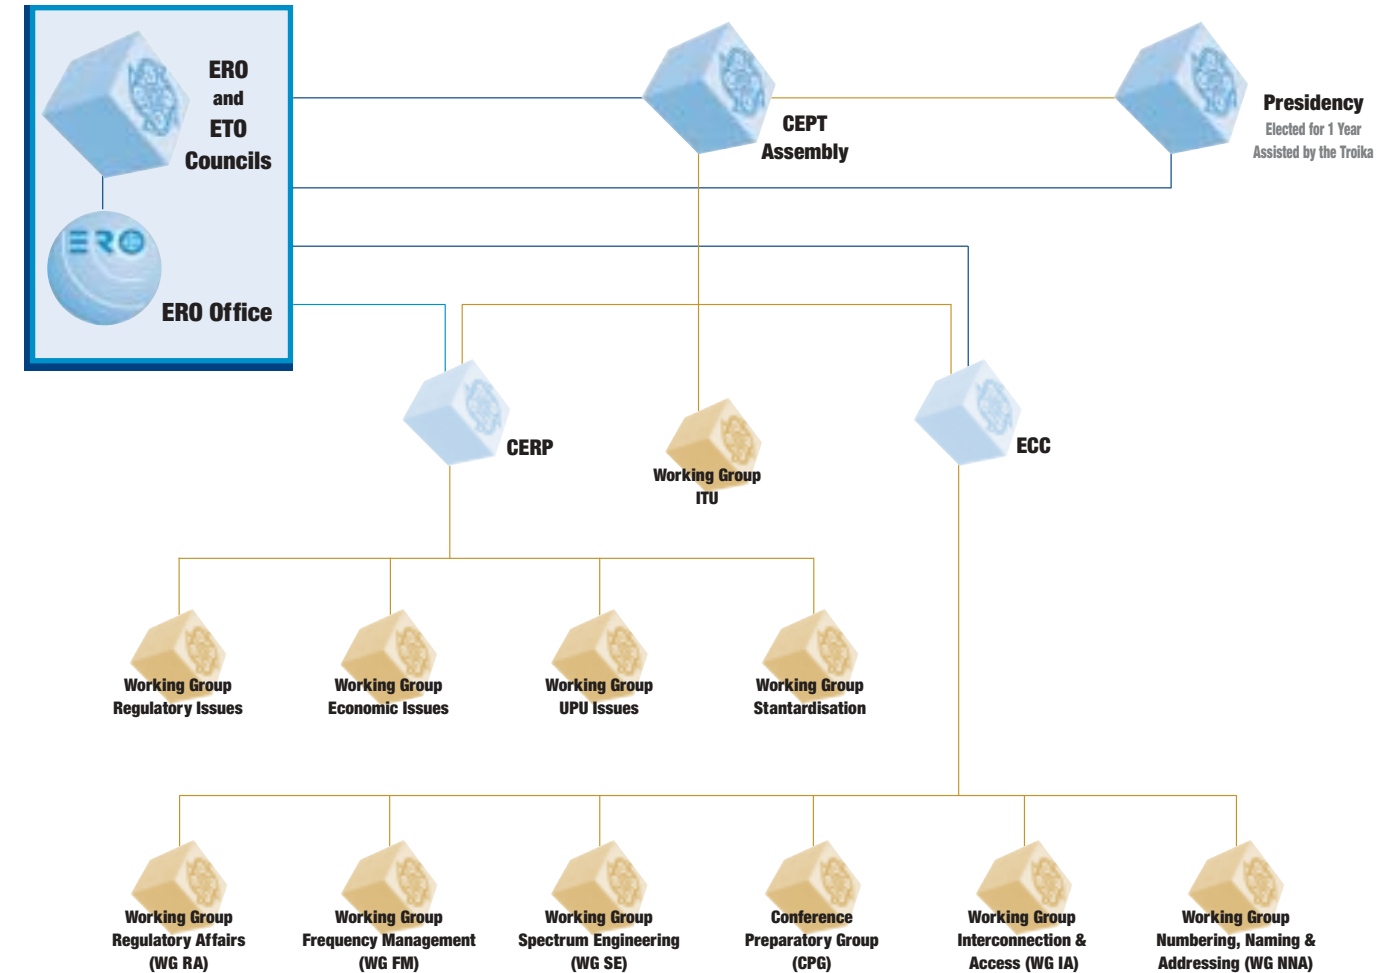 ERO
and
ETO
Councils
ERO
ERO Office
CEPT
Assembly
Presidency
Elected for 1 Year
Assisted by the Troika
CERP
Working Group
ITU
ECC
Working Group
Regulatory Issues
Working Group
Economic Issues
Working Group
UPU Issues
Working Group
Stantardisation
Working Group
Regulatory Affairs
(WG RA)
Working Group
Frequency Management
(WG FM)
Working Group
Spectrum Engineering
(WG SE)
Conference
Preparatory Group
(CPG)
Working Group
Interconnection &
Access (WG IA)
Working Group
Numbering, Naming &
Addressing (WG NNA)